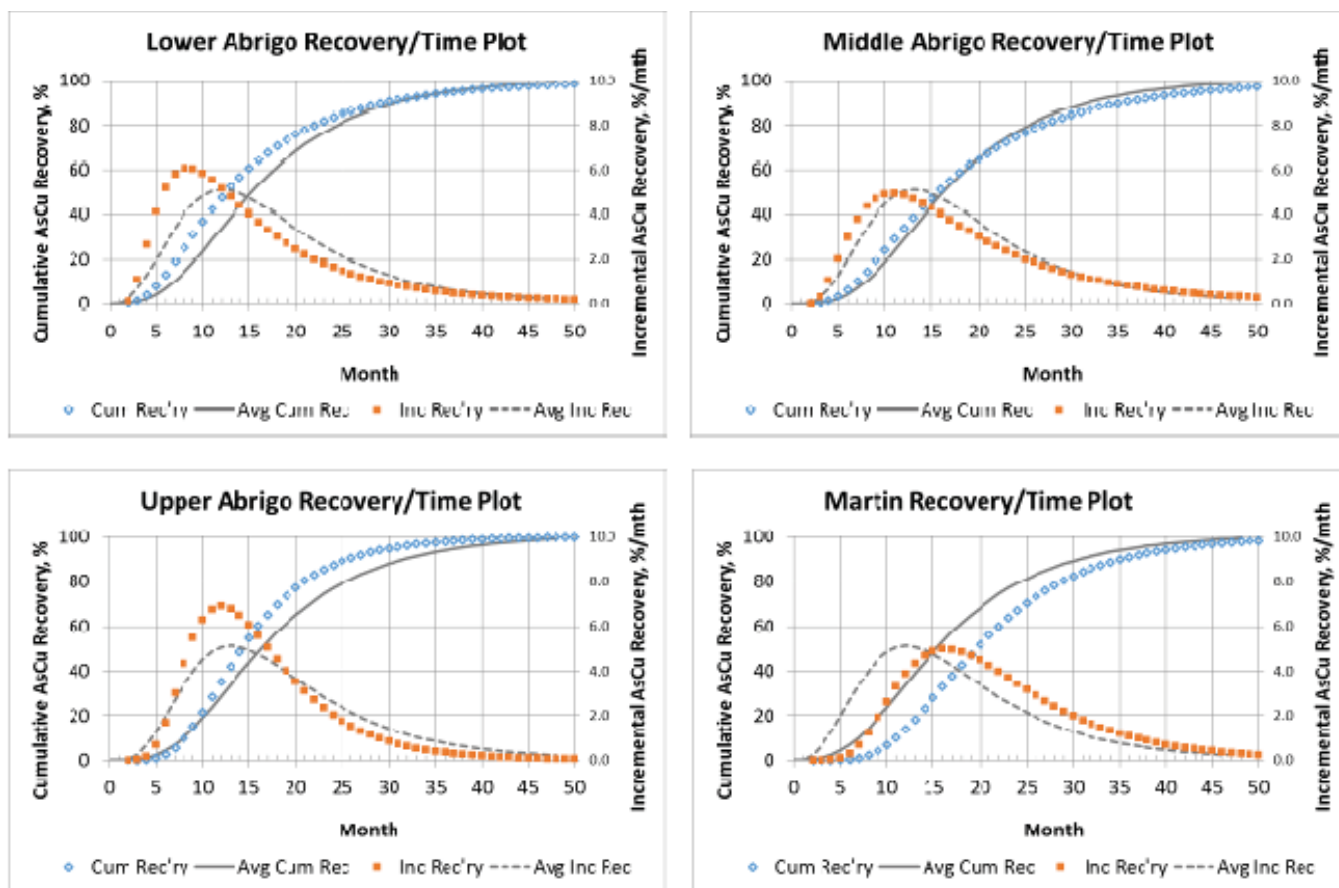 Lower Abrigo Recovery/Time Plot
Cumulative AsCu Recovery, %
100
80
60
40
20
0
10.0
8.0
6.0
4.0
2.0
0.0
Incremental AsCu Recovery, %/mth
0 5 10 15 20 25 30 35 40 45 50
Month
Cum Rec'ry Avg Cum Rec Inc Rec'ry Avg Inc Rec
Middle Abrigo Recovery/Time Plot
Cumulative AsCu Recovery, %
100
80
60
40
20
0
10.0
8.0
6.0
4.0
2.0
0.0
Incremental AsCu Recovery, %/mth
0 5 10 15 20 25 30 35 40 45 50
Month
Cum Rec'ry Avg Cum Rec Inc Rec'ry Avg Inc Rec
Upper Abrigo Recovery/Time Plot
Cumulative AsCu Recovery, %
100
80
60
40
20
0
10.0
8.0
6.0
4.0
2.0
0.0
Incremental AsCu Recovery, %/mth
0 5 10 15 20 25 30 35 40 45 50
Month
Cum Rec'ry Avg Cum Rec Inc Rec'ry Avg Inc Rec
Martin Recovery/Time Plot
Cumulative AsCu Recovery, %
100
80
60
40
20
0
10.0
8.0
6.0
4.0
2.0
0.0
Incremental AsCu Recovery, %/mth
0 5 10 15 20 25 30 35 40 45 50
Month
Cum Rec'ry Avg Cum Rec Inc Rec'ry Avg Inc Rec